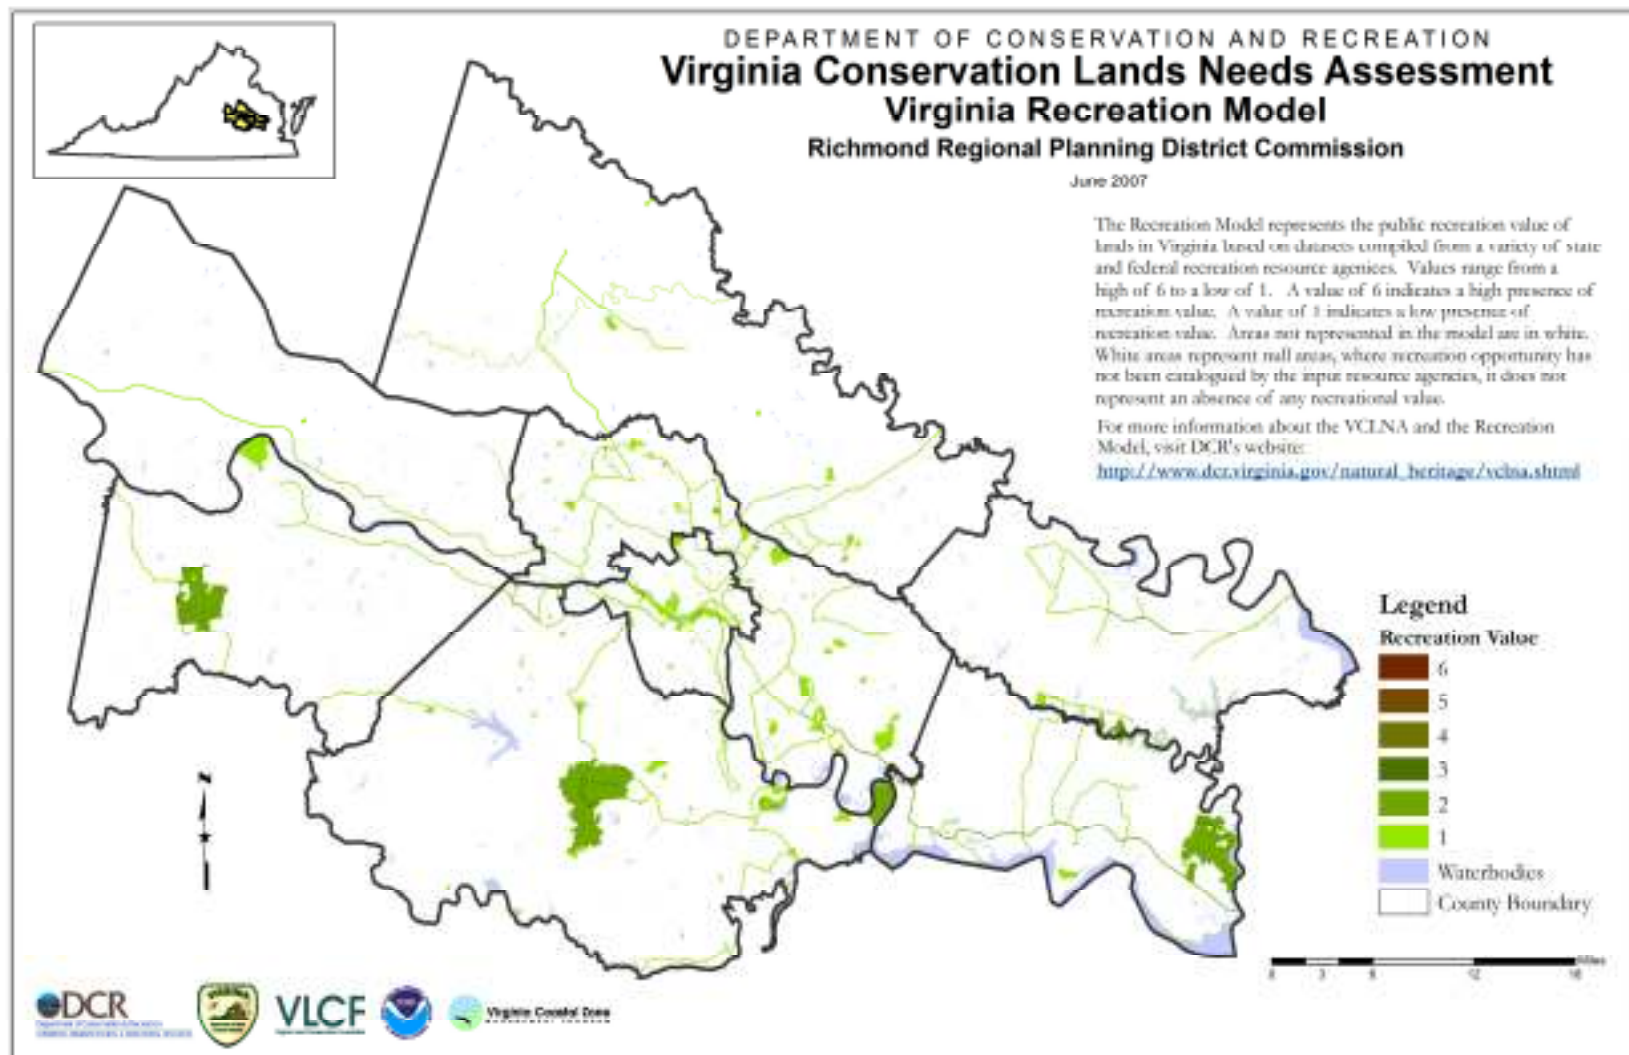 DEPARTMENT OF CONSERVATION AND RECREATION
Virginia Conservation Lands Needs Assessment
Virginia Recreation Model
Richmond Regional Planning District Commission
June 2007
The Recreation Model represents the public recreation value of
lands in Virginia based on datasets compiled from a variety of state
and federal recreation resource agenices. Values range from a
high of 6 to a low of 1. A value of 6 indicates a high presence of
recreation value. A value of 1 indicates a low presence of
recreation value. Areas not represented in the model are in white.
White areas represent null areas, where recreation opportunity has
not been catalogued by the input resource agencies, it does not
represent an absence of any recreational value.
For more information about the VCLNA and the Recreation
Model, visit DCR's website:
http://www.dcr.virginia.gov/natural_heritage/vclna.shtml
Legend
Recreation Value
6
5
4
3
2
1
Waterbodies
County Boundary
N
Miles
DCR
VLCF
Virginia Coastal Zone